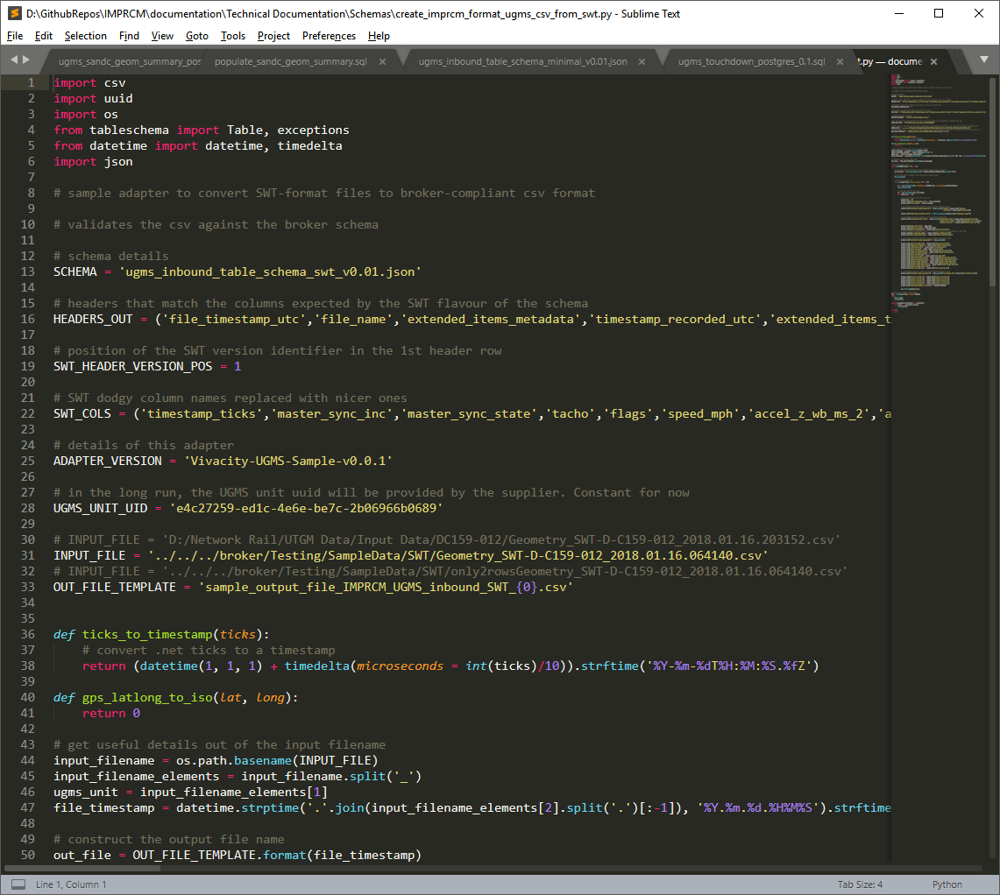 D:\GithubRepos\IMPRCM\documentation\Technical Documentation\Schemas\create_imprcm_format_ugms_csv_from_swt.py - Sublime Text
File Edit Selection Find View Goto Tools Project Preferences Help
ugms_sandc_geom_summary_pos populate_sandc_geom_summary.sql ugms_inbound_table_schema_minimal_v0.01.json ugms_touchdown_postgres_0.1.sql t.py — docume
1 import csv
2 import uuid
3 import os
4 from tableschema import Table, exceptions
5 from datetime import datetime, timedelta
6 import json
7
8 # sample adapter to convert SWT-format files to broker-compliant csv format
9
10 # validates the csv against the broker schema
11
12 # schema details
13 SCHEMA = 'ugms_inbound_table_schema_swt_v0.01.json'
14
15 # headers that match the columns expected by the SWT flavour of the schema
16 HEADERS_OUT = ('file_timestamp_utc','file_name','extended_items_metadata','timestamp_recorded_utc','extended_items_t
17
18 # position of the SWT version identifier in the 1st header row
19 SWT_HEADER_VERSION_POS = 1
20
21 # SWT dodgy column names replaced with nicer ones
22 SWT_COLS = ('timestamp_ticks','master_sync_inc','master_sync_state','tacho','flags','speed_mph','accel_z_wb_ms_2','a
23
24 # details of this adapter
25 ADAPTER_VERSION = 'Vivacity-UGMS-Sample-v0.0.1'
26
27 # in the long run, the UGMS unit uuid will be provided by the supplier. Constant for now
28 UGMS_UNIT_UID = 'e4c27259-ed1c-4e6e-be7c-2b06966b0689'
29
30 # INPUT_FILE = 'D:/Network Rail/UTGM Data/Input Data/DC159-012/Geometry_SWT-D-C159-012_2018.01.16.203152.csv'
31 INPUT_FILE = '../../../broker/Testing/SampleData/SWT/Geometry_SWT-D-C159-012_2018.01.16.064140.csv'
32 # INPUT_FILE = '../../../broker/Testing/SampleData/SWT/only2rowsGeometry_SWT-D-C159-012_2018.01.16.064140.csv'
33 OUT_FILE_TEMPLATE = 'sample_output_file_IMPRCM_UGMS_inbound_SWT_{0}.csv'
34
35
36 def ticks_to_timestamp(ticks):
37     # convert .net ticks to a timestamp
38     return (datetime(1, 1, 1) + timedelta(microseconds = int(ticks)/10)).strftime('%Y-%m-%dT%H:%M:%S.%fZ')
39
40 def gps_latlong_to_iso(lat, long):
41     return 0
42
43 # get useful details out of the input filename
44 input_filename = os.path.basename(INPUT_FILE)
45 input_filename_elements = input_filename.split('_')
46 ugms_unit = input_filename_elements[1]
47 file_timestamp = datetime.strptime('.'.join(input_filename_elements[2].split('.')[:-1]), '%Y.%m.%d.%H%M%S').strftime
48
49 # construct the output file name
50 out_file = OUT_FILE_TEMPLATE.format(file_timestamp)
Line 1, Column 1 Tab Size: 4 Python